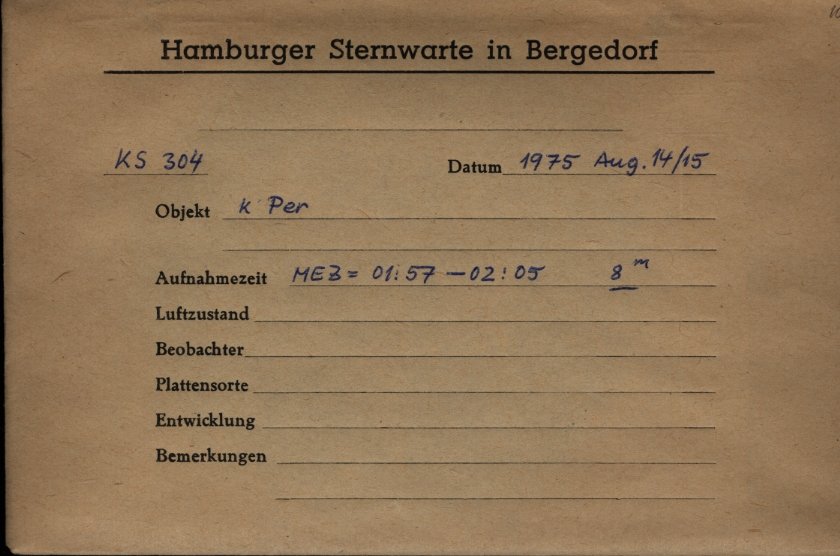 Hamburger Sternwarte in Bergedorf
KS 304 Datum 1975 Aug. 14/15
Objekt κ Per
Aufnahmezeit MEZ = 01:57 — 02:05 8ᵐ
Luftzustand
Beobachter
Plattensorte
Entwicklung
Bemerkungen